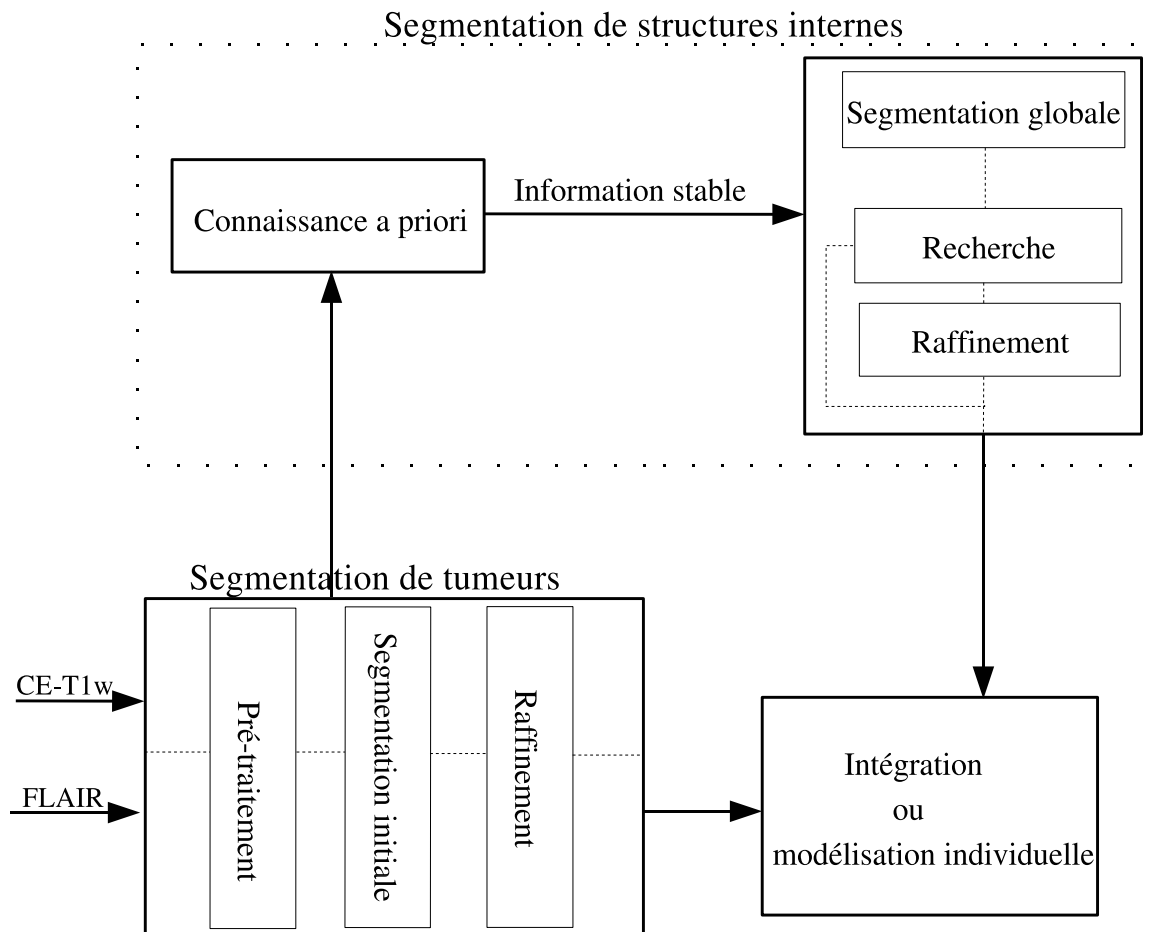 Segmentation de structures internes
Segmentation globale
Information stable
Connaissance a priori
Recherche
Raffinement
Segmentation de tumeurs
CE-T1w
FLAIR
Pré-traitement
Segmentation initiale
Raffinement
Intégration
ou
modélisation individuelle